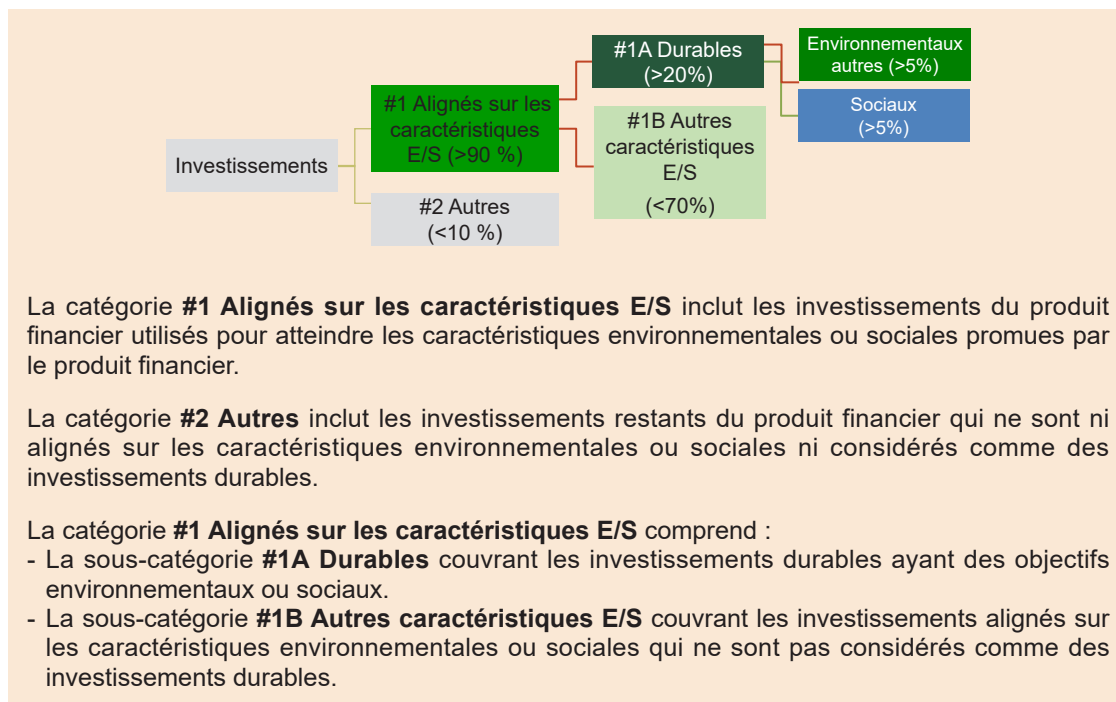 Investissements
#1 Alignés sur les
caractéristiques
E/S (>90 %)
#2 Autres
(<10 %)
#1A Durables
(>20%)
#1B Autres
caractéristiques
E/S
(<70%)
Environnementaux
autres (>5%)
Sociaux
(>5%)
La catégorie #1 Alignés sur les caractéristiques E/S inclut les investissements du produit
financier utilisés pour atteindre les caractéristiques environnementales ou sociales promues par
le produit financier.
La catégorie #2 Autres inclut les investissements restants du produit financier qui ne sont ni
alignés sur les caractéristiques environnementales ou sociales ni considérés comme des
investissements durables.
La catégorie #1 Alignés sur les caractéristiques E/S comprend :
- La sous-catégorie #1A Durables couvrant les investissements durables ayant des objectifs
environnementaux ou sociaux.
- La sous-catégorie #1B Autres caractéristiques E/S couvrant les investissements alignés sur
les caractéristiques environnementales ou sociales qui ne sont pas considérés comme des
investissements durables.